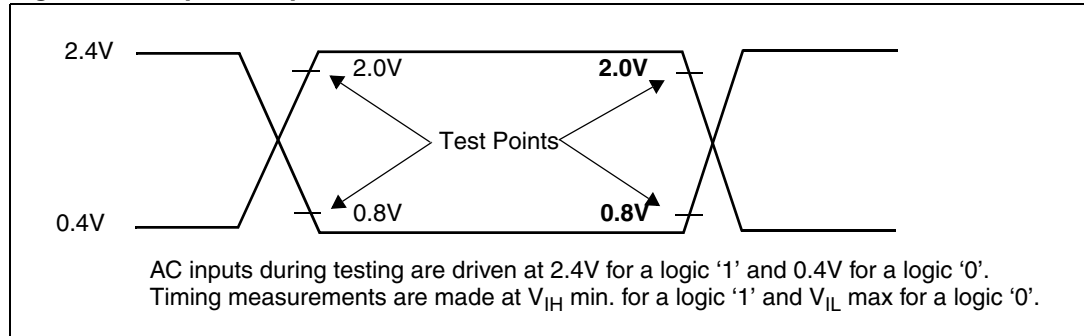 2.4V
2.0V 2.0V
Test Points
0.4V 0.8V 0.8V
AC inputs during testing are driven at 2.4V for a logic ‘1’ and 0.4V for a logic ‘0’.
Timing measurements are made at VIH min. for a logic ‘1’ and VIL max for a logic ‘0’.